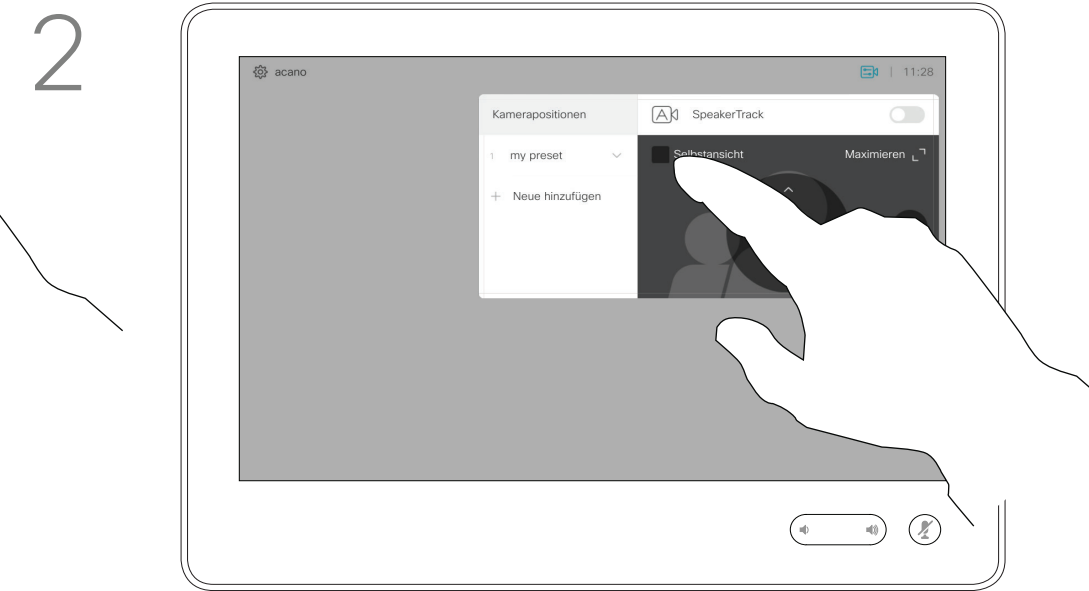 2
acano
11:28
Kamerapositionen
SpeakerTrack
1 my preset
Selbstansicht
Maximieren
+ Neue hinzufügen